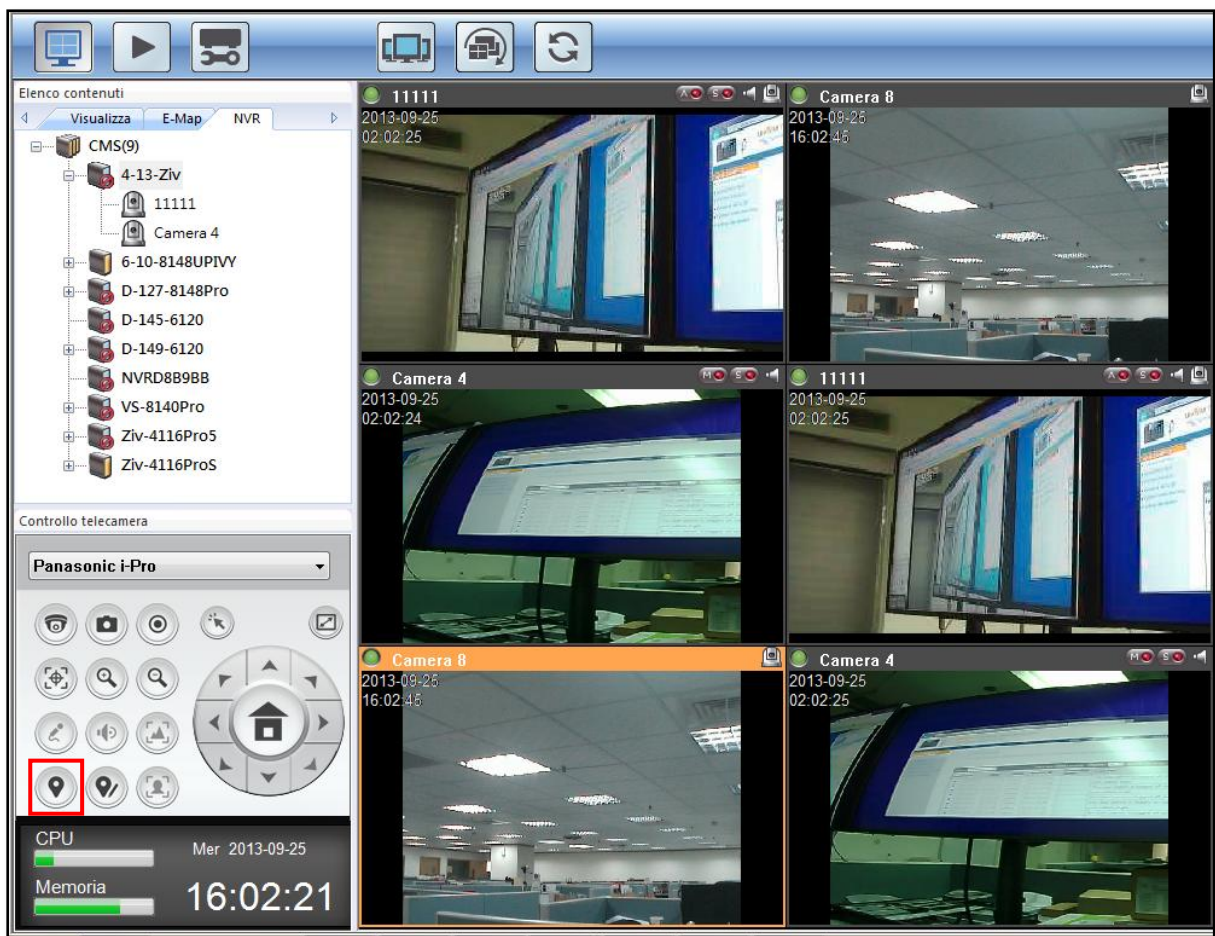 Elenco contenuti
Visualizza E-Map NVR
CMS(9)
4-13-Ziv
11111
Camera 4
6-10-8148UPIVY
D-127-8148Pro
D-145-6120
D-149-6120
NVRD8B9BB
VS-8140Pro
Ziv-4116Pro5
Ziv-4116ProS
Controllo telecamera
Panasonic i-Pro
CPU
Mer 2013-09-25
Memoria
16:02:21
11111 A S
2013-09-25
02:02:25
Camera 8
2013-09-25
16:02:45
Camera 4 M S
2013-09-25
02:02:24
11111 A S
2013-09-25
02:02:25
Camera 8
2013-09-25
16:02:45
Camera 4 M S
2013-09-25
02:02:25